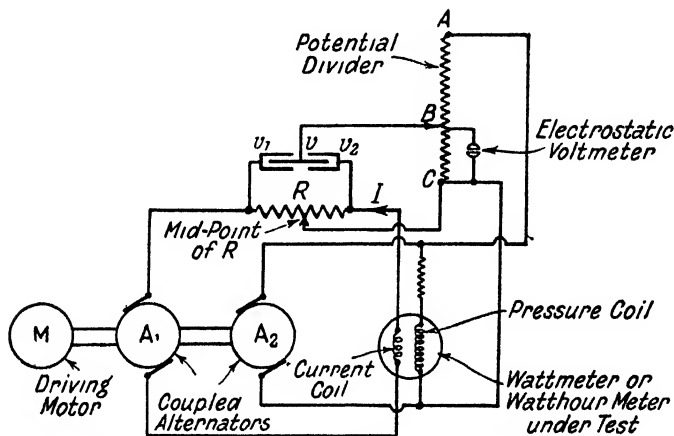 A
Potential
Divider
B
Electrostatic
Voltmeter
v₁ v v₂
C
R I
Mid-Point
of R
M A₁ A₂
Pressure Coil
Driving
Motor
Coupled
Alternators
Current
Coil
Wattmeter or
Watthour Meter
under Test